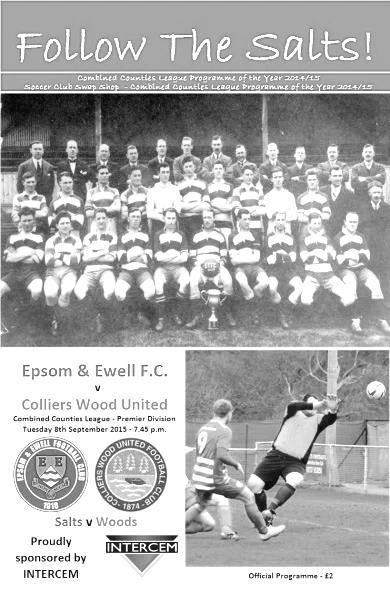 Follow The Salts!
Combined Counties League Programme of the Year 2014/15
Soccer Club Swap Shop - Combined Counties League Programme of the Year 2014/15
Epsom & Ewell F.C.
v
Colliers Wood United
Combined Counties League - Premier Division
Tuesday 8th September 2015 - 7.45 p.m.
EPSOM & EWELL FOOTBALL CLUB
E E
COLLIERS WOOD UNITED FOOTBALL CLUB
- 1874 -
Salts v Woods
Proudly
sponsored by
INTERCEM
INTERCEM
Official Programme - £2